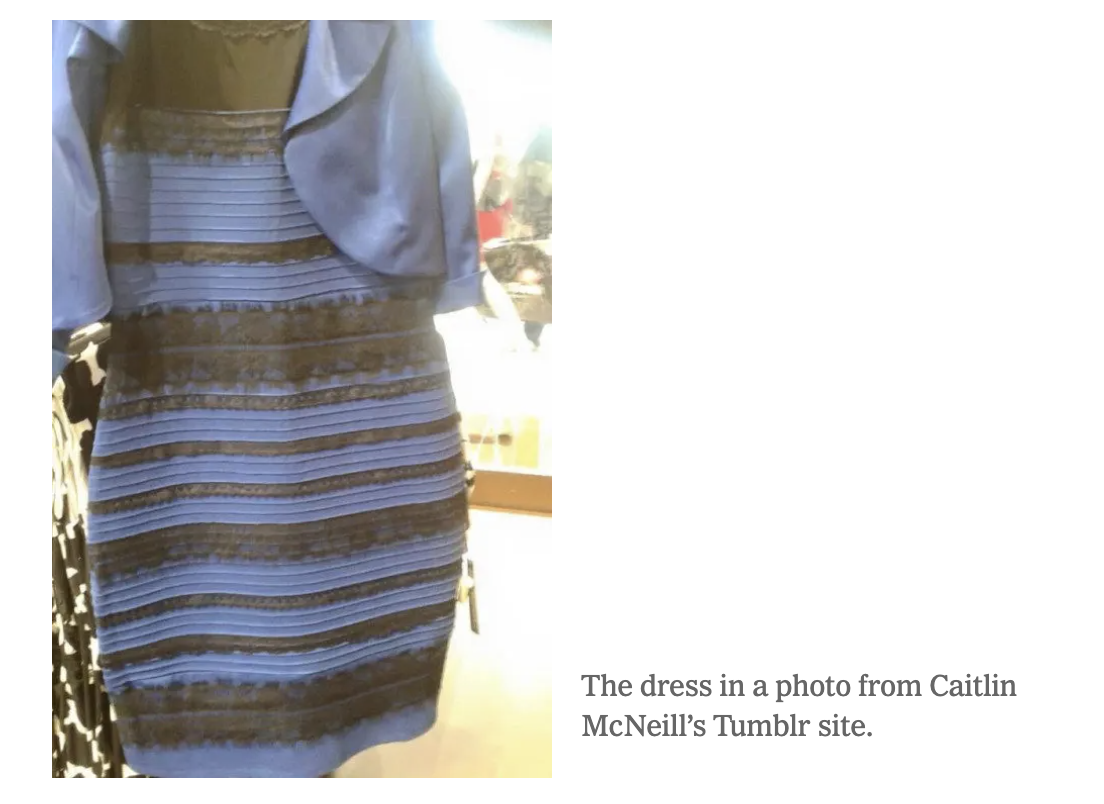 The dress in a photo from Caitlin
McNeill’s Tumblr site.